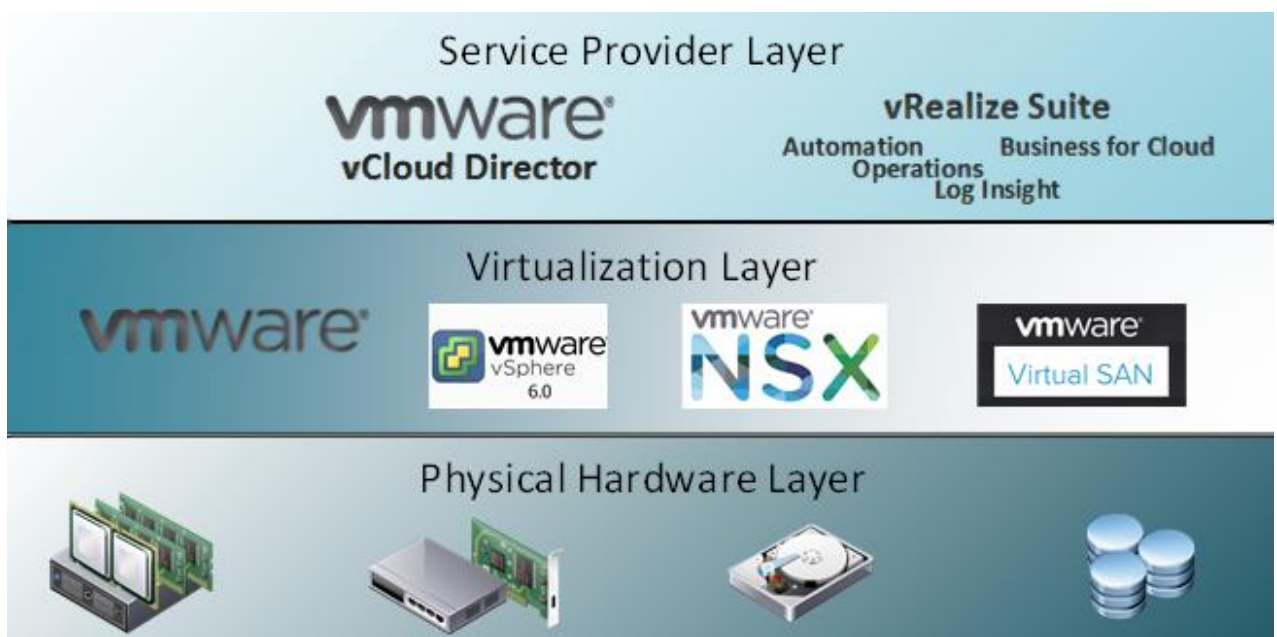 Service Provider Layer
vmware®
vCloud Director
vRealize Suite
Automation
Business for Cloud
Operations
Log Insight
Virtualization Layer
vmware®
vmware
vSphere
6.0
vmware®
NSX
vmware®
Virtual SAN
Physical Hardware Layer